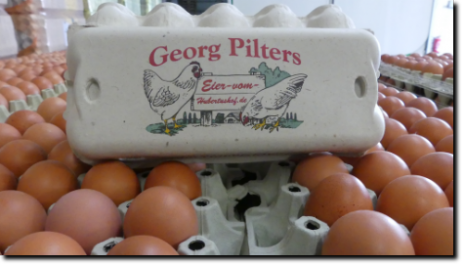 Georg Pilters
Eier-vom-
Hubertushof.de